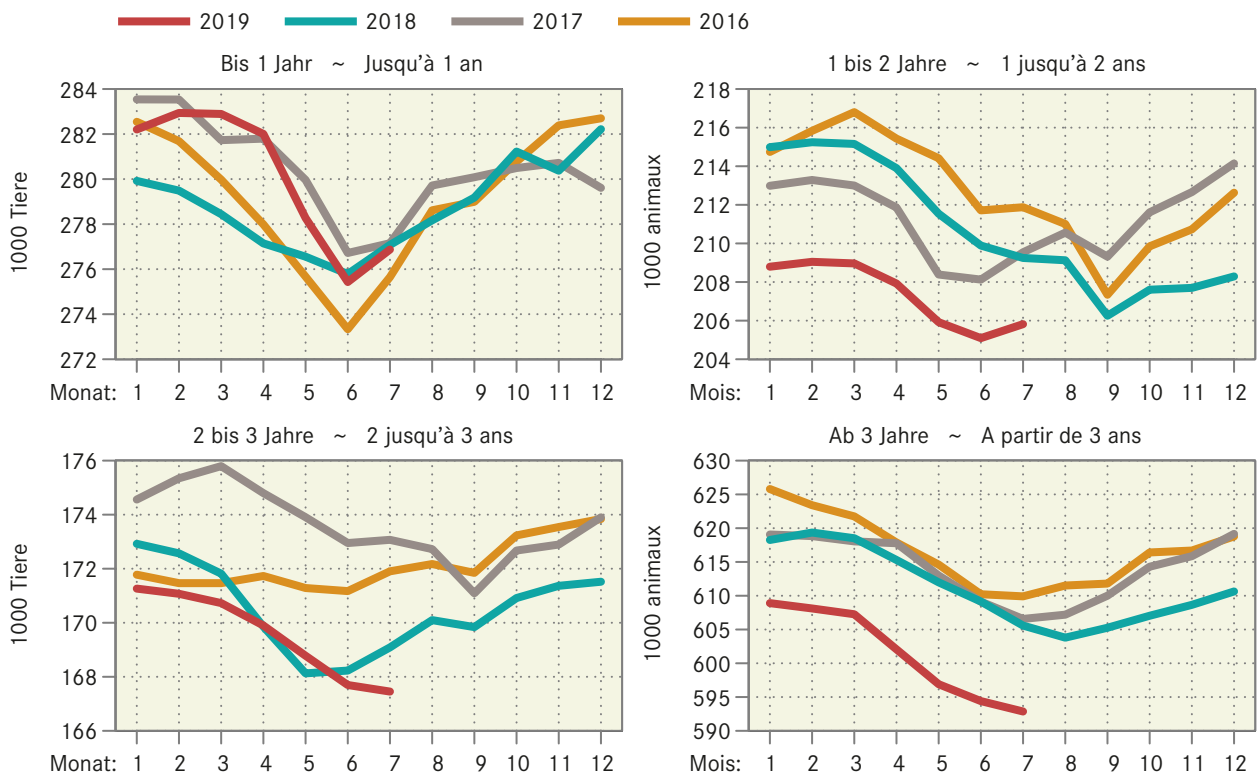 2019 2018 2017 2016
Bis 1 Jahr ~ Jusqu'à 1 an
1000 Tiere
284
282
280
278
276
274
272
Monat: 1 2 3 4 5 6 7 8 9 10 11 12
1 bis 2 Jahre ~ 1 jusqu'à 2 ans
1000 animaux
218
216
214
212
210
208
206
204
Mois: 1 2 3 4 5 6 7 8 9 10 11 12
2 bis 3 Jahre ~ 2 jusqu'à 3 ans
1000 Tiere
176
174
172
170
168
166
Monat: 1 2 3 4 5 6 7 8 9 10 11 12
Ab 3 Jahre ~ A partir de 3 ans
1000 animaux
630
625
620
615
610
605
600
595
590
Mois: 1 2 3 4 5 6 7 8 9 10 11 12